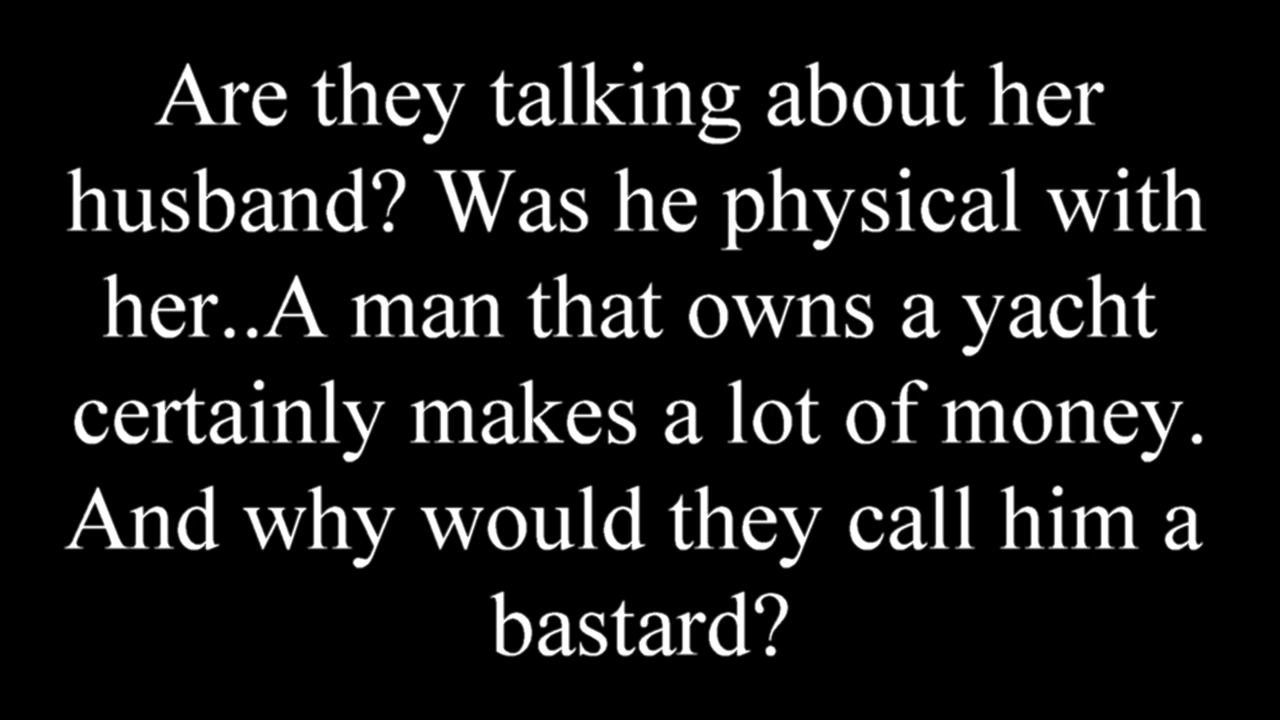 Are they talking about her
husband? Was he physical with
her..A man that owns a yacht
certainly makes a lot of money.
And why would they call him a
bastard?